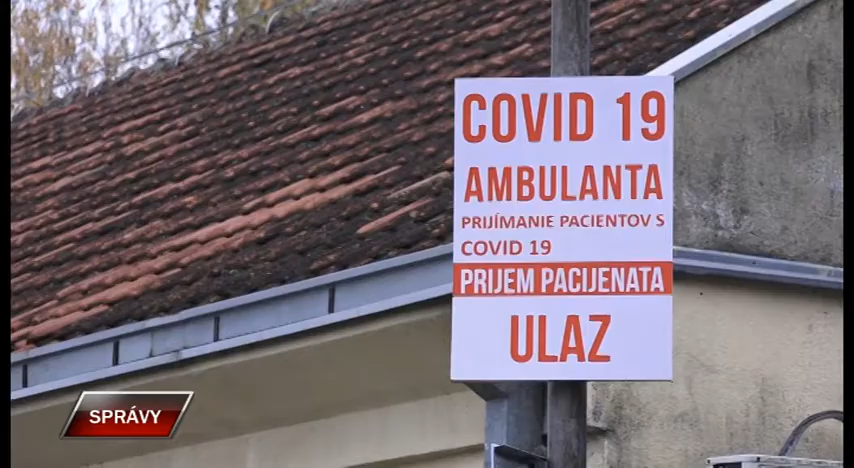 COVID 19
AMBULANTA
PRIJÍMANIE PACIENTOV S
COVID 19
PRIJEM PACIJENATA
ULAZ
SPRÁVY